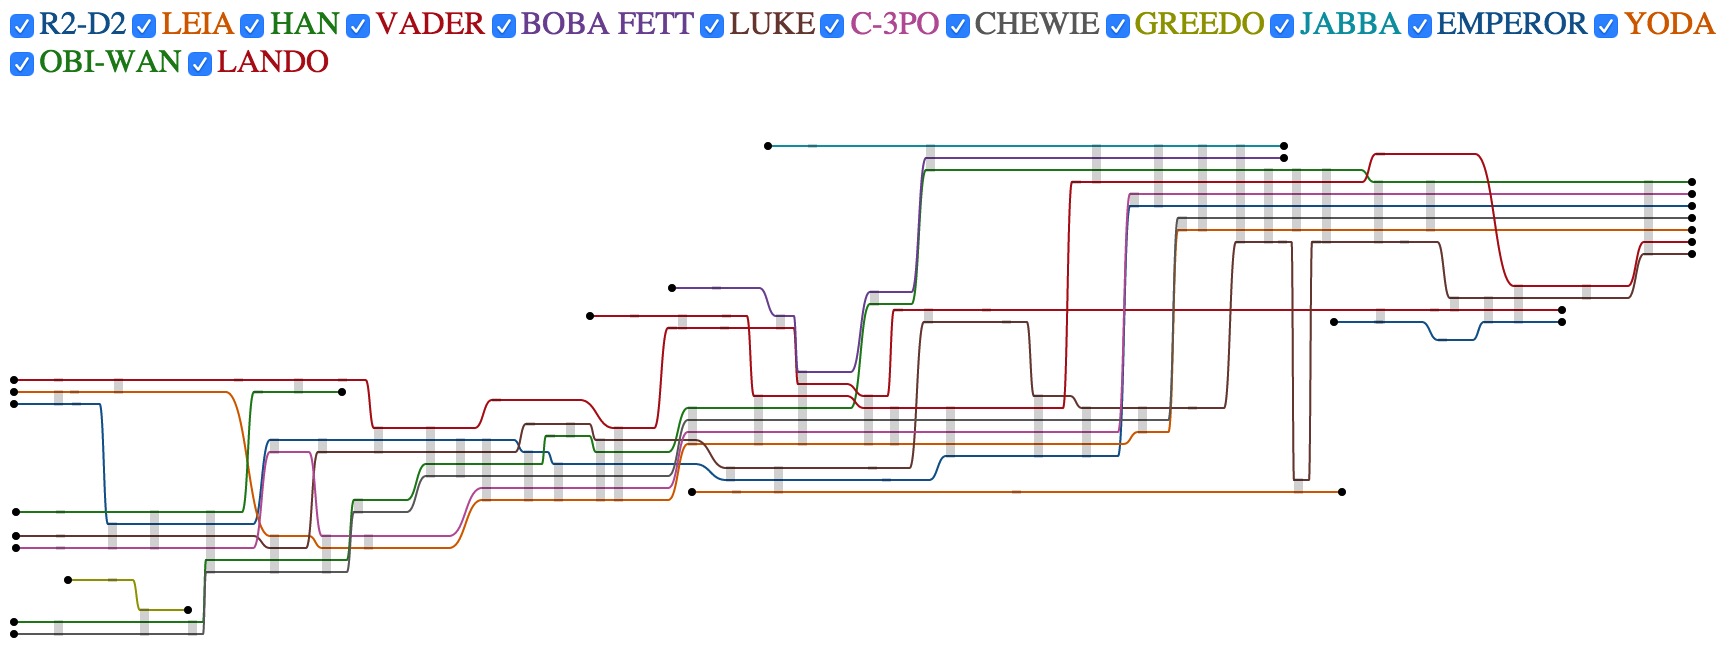 R2-D2 LEIA HAN VADER BOBA FETT LUKE C-3PO CHEWIE GREEDO JABBA EMPEROR YODA
OBI-WAN LANDO